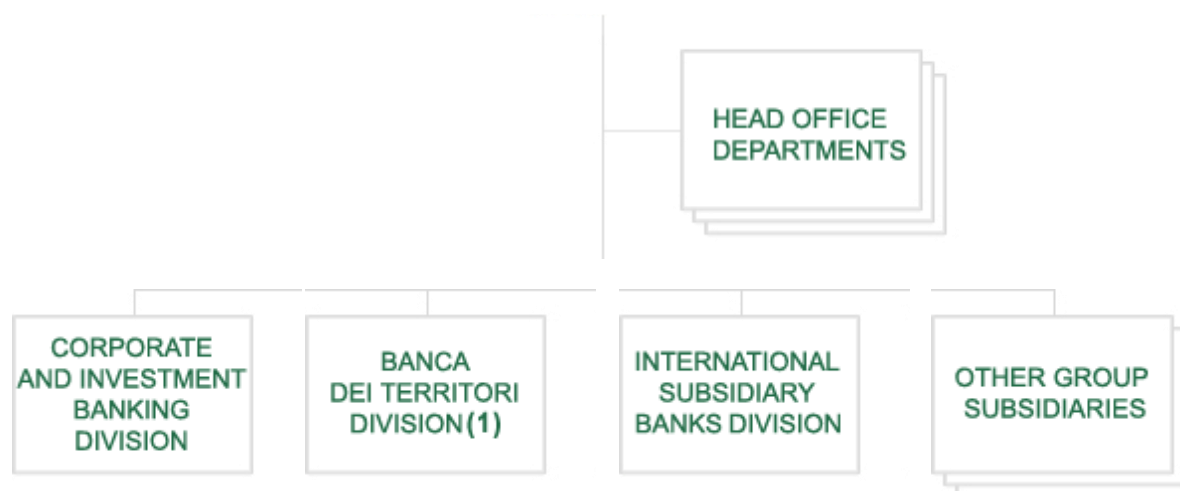 HEAD OFFICE
DEPARTMENTS
CORPORATE
AND INVESTMENT
BANKING
DIVISION
BANCA
DEI TERRITORI
DIVISION(1)
INTERNATIONAL
SUBSIDIARY
BANKS DIVISION
OTHER GROUP
SUBSIDIARIES